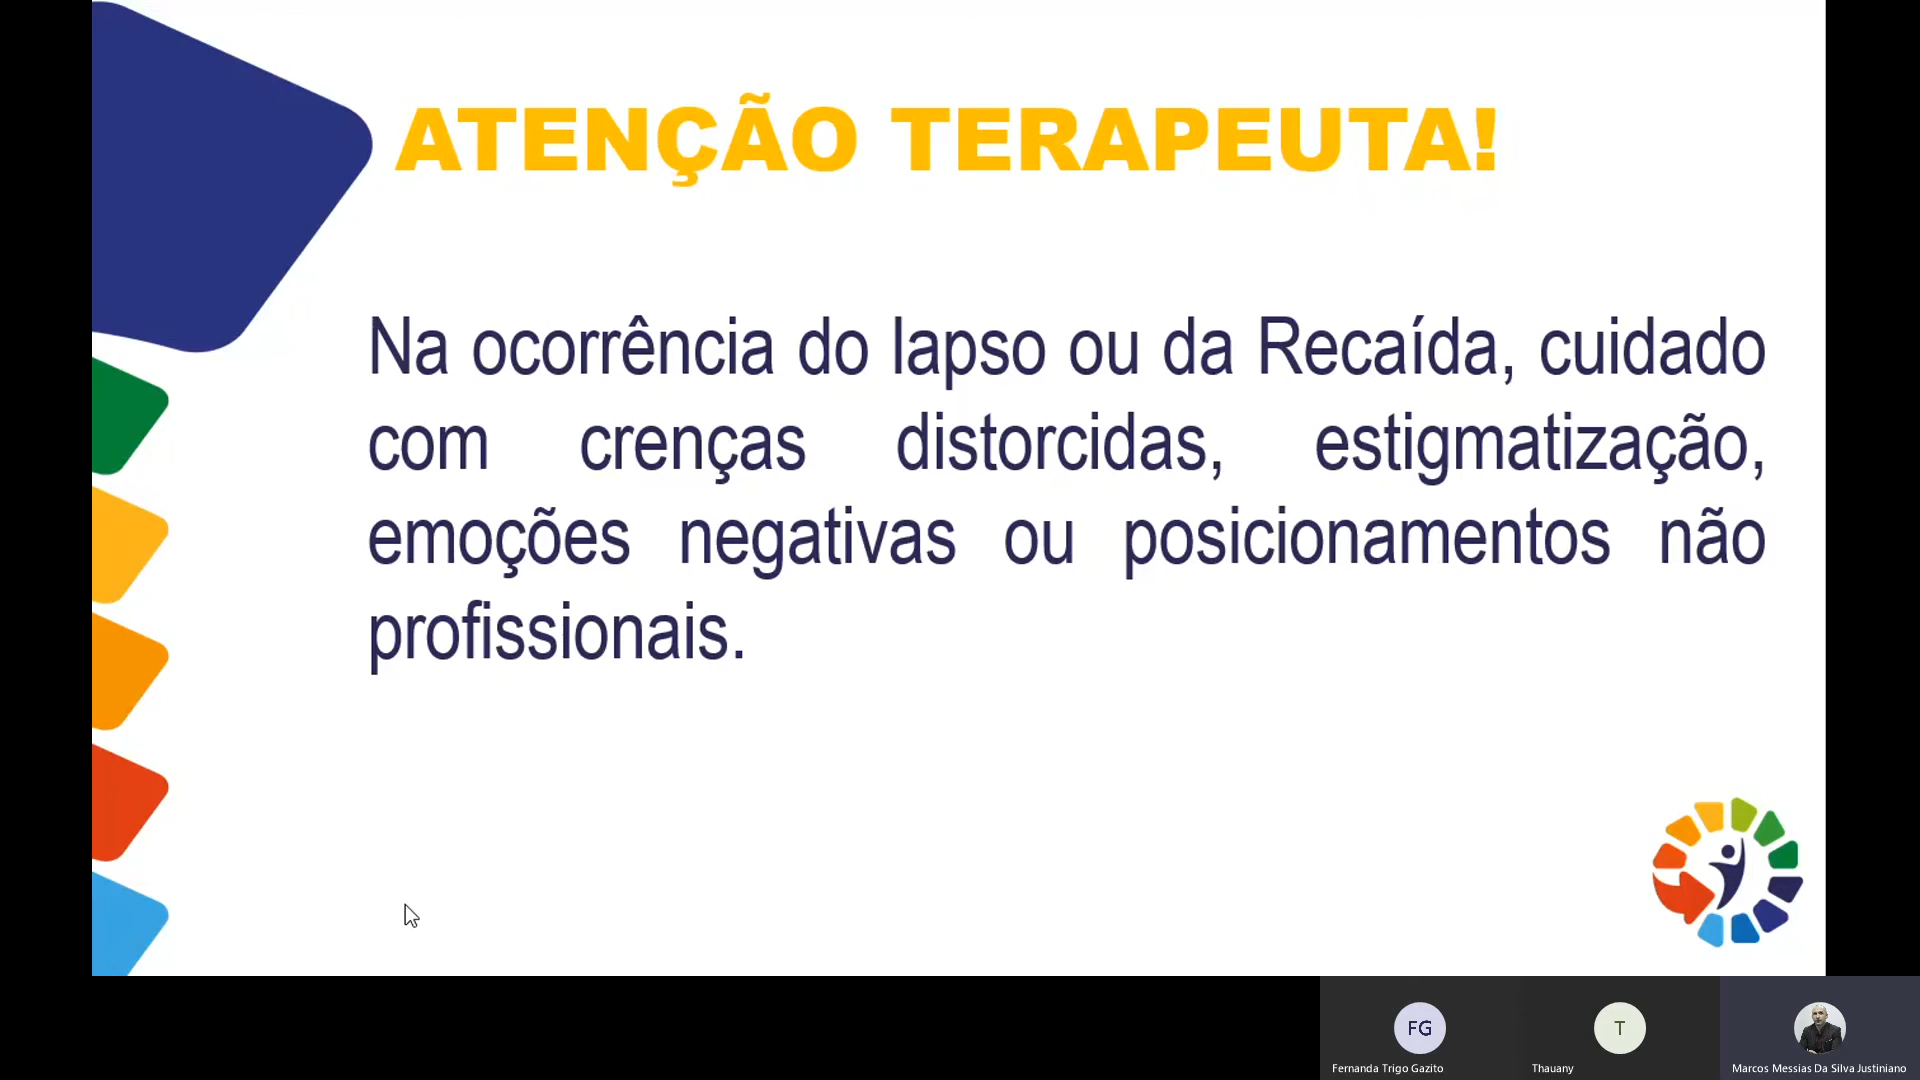 ATENÇÃO TERAPEUTA!
Na ocorrência do lapso ou da Recaída, cuidado
com crenças distorcidas, estigmatização,
emoções negativas ou posicionamentos não
profissionais.
FG
T
Fernanda Trigo Gazito
Thauany
Marcos Messias Da Silva Justiniano